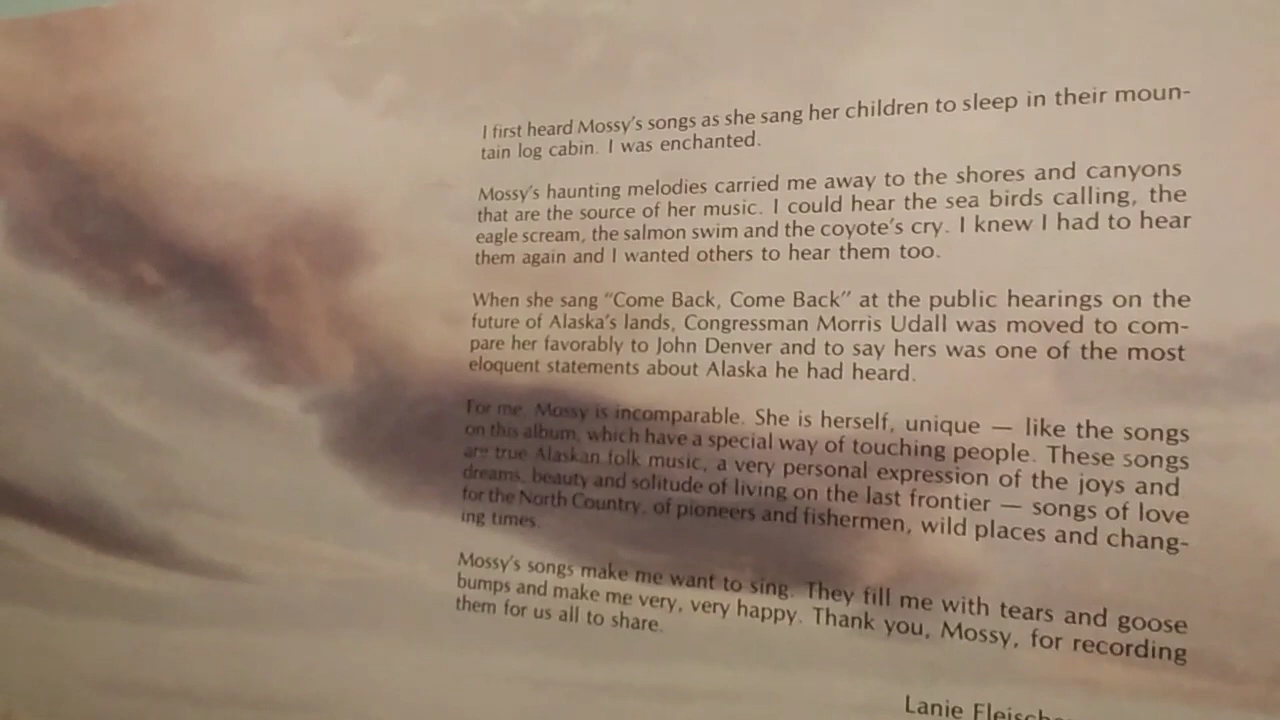 I first heard Mossy's songs as she sang her children to sleep in their moun-
tain log cabin. I was enchanted.
Mossy's haunting melodies carried me away to the shores and canyons
that are the source of her music. I could hear the sea birds calling, the
eagle scream, the salmon swim and the coyote's cry. I knew I had to hear
them again and I wanted others to hear them too.
When she sang "Come Back, Come Back" at the public hearings on the
future of Alaska's lands, Congressman Morris Udall was moved to com-
pare her favorably to John Denver and to say hers was one of the most
eloquent statements about Alaska he had heard.
For me, Mossy is incomparable. She is herself, unique — like the songs
on this album, which have a special way of touching people. These songs
are true Alaskan folk music, a very personal expression of the joys and
dreams, beauty and solitude of living on the last frontier — songs of love
for the North Country, of pioneers and fishermen, wild places and chang-
ing times.
Mossy's songs make me want to sing. They fill me with tears and goose
bumps and make me very, very happy. Thank you, Mossy, for recording
them for us all to share.
Lanie